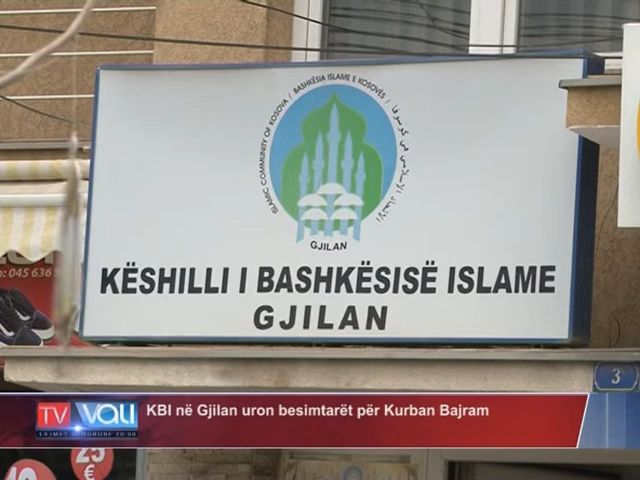 ISLAMIC COMMUNITY OF KOSOVA / BASHKËSIA ISLAME E KOSOVËS /
GJILAN
KËSHILLI I BASHKËSISË ISLAME
GJILAN
: 045 636
3
TV VALI
KBI në Gjilan uron besimtarët për Kurban Bajram
25
€